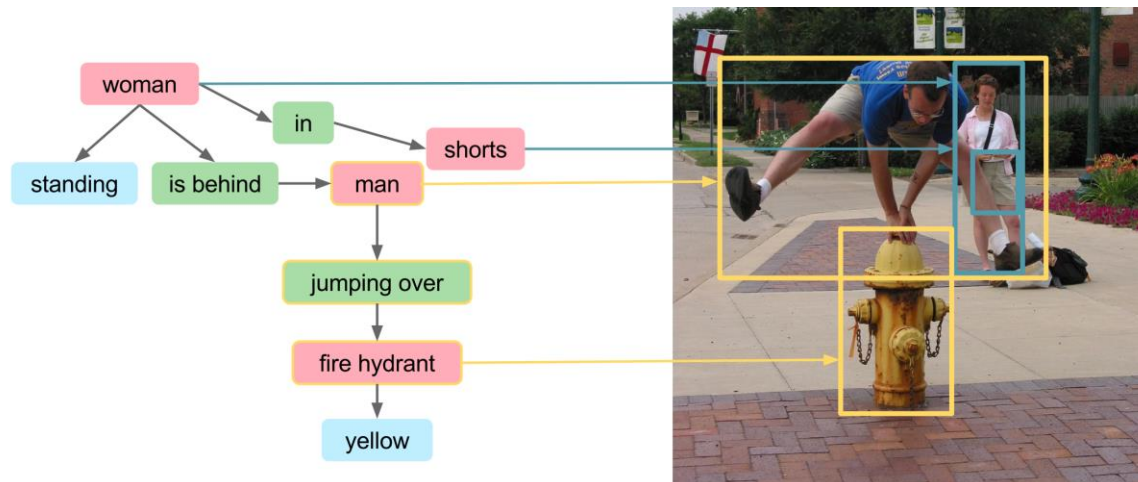 woman
in
shorts
standing
is behind
man
jumping over
fire hydrant
yellow